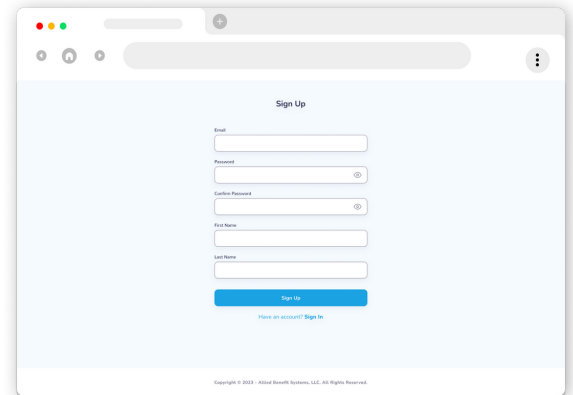 Sign Up
Email
Password
Confirm Password
First Name
Last Name
Sign Up
Have an account? Sign In
Copyright © 2023 - Allied Benefit Systems, LLC. All Rights Reserved.